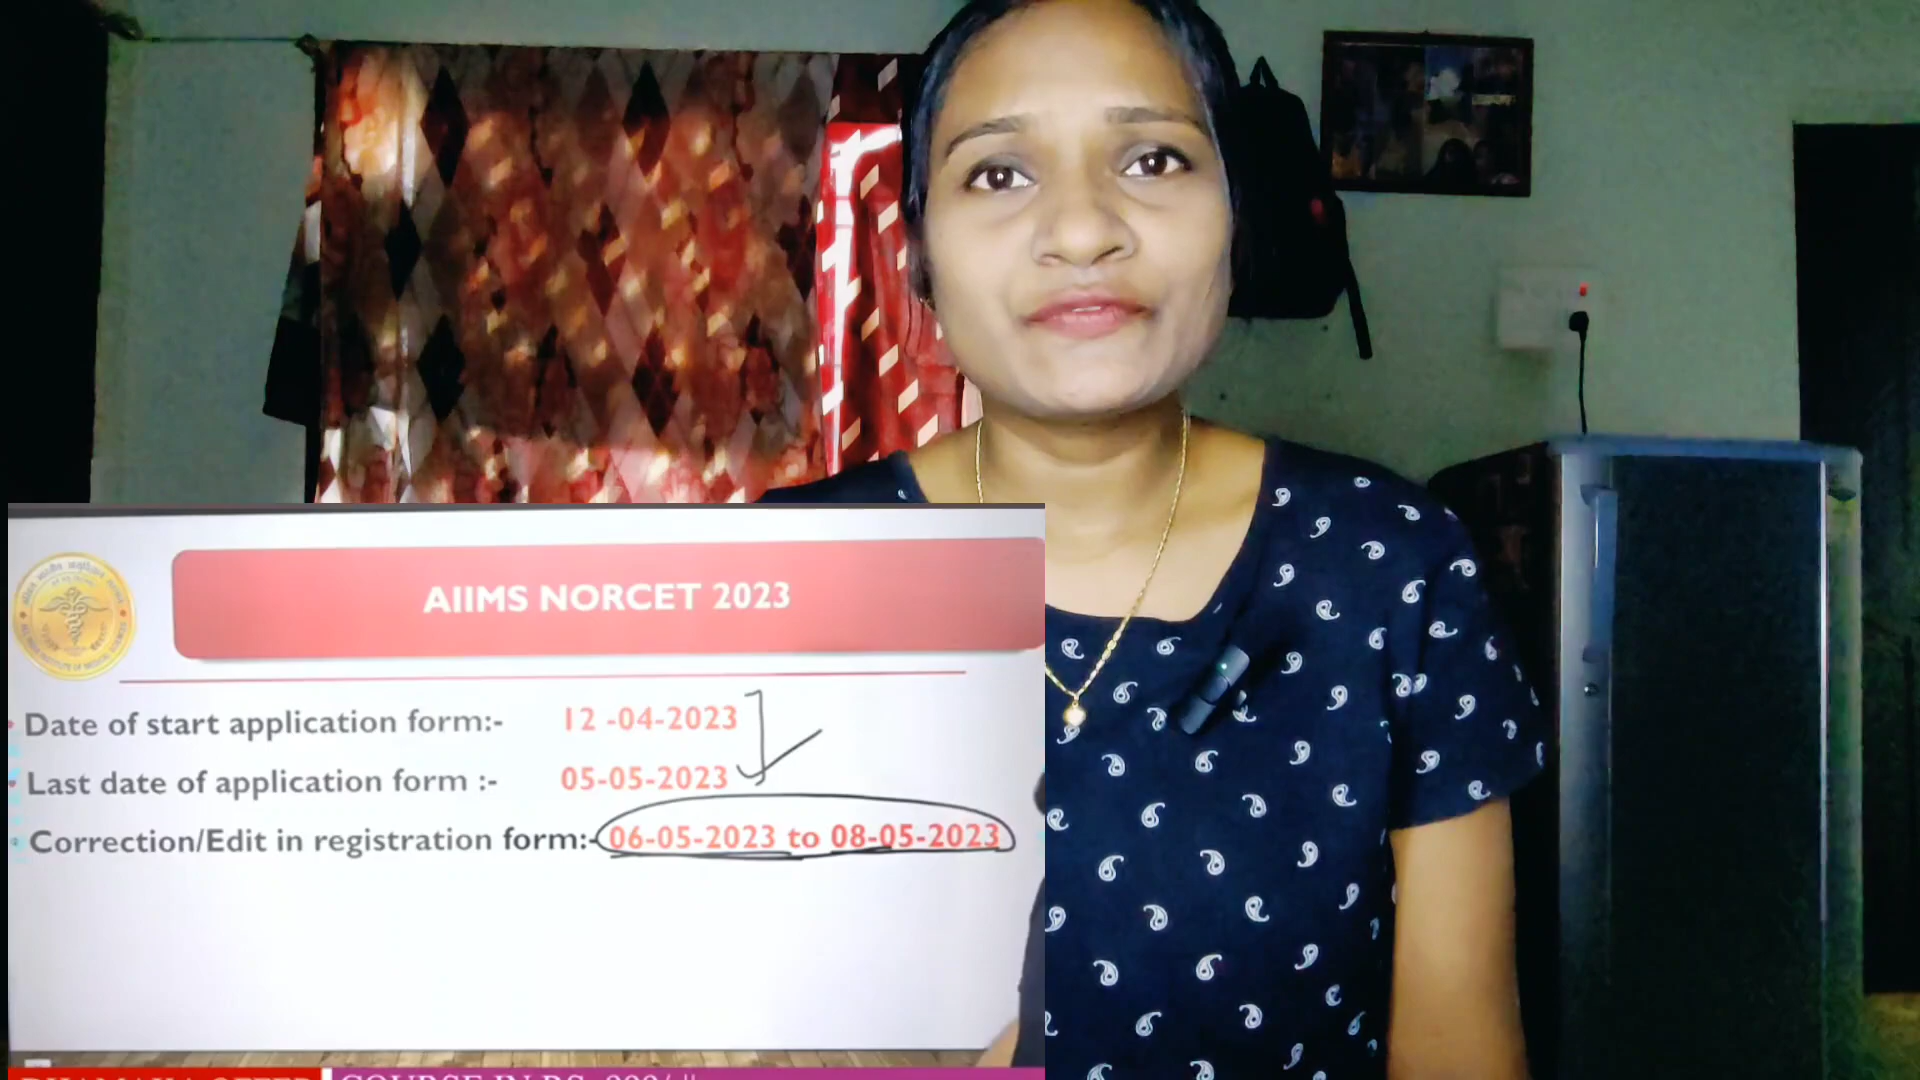 AIIMS NORCET 2023
• Date of start application form:- 12 -04-2023
• Last date of application form :- 05-05-2023
• Correction/Edit in registration form:- 06-05-2023 to 08-05-2023